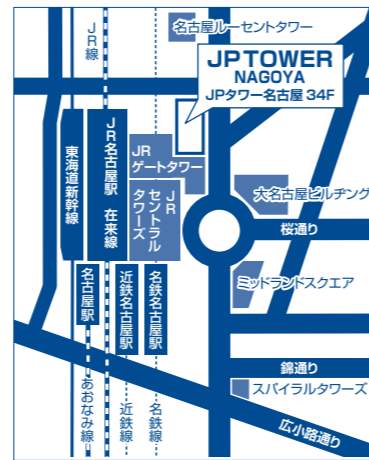 JR線
名古屋ルーセントタワー
JP TOWER
NAGOYA
JPタワー名古屋 34F
東海道新幹線
JR名古屋駅 在来線
JR
ゲートタワー
JR
セントラル
タワーズ
大名古屋ビルヂング
桜通り
名古屋駅
近鉄名古屋駅
名鉄名古屋駅
ミッドランドスクエア
あおなみ線
近鉄線
名鉄線
錦通り
スパイラルタワーズ
広小路通り